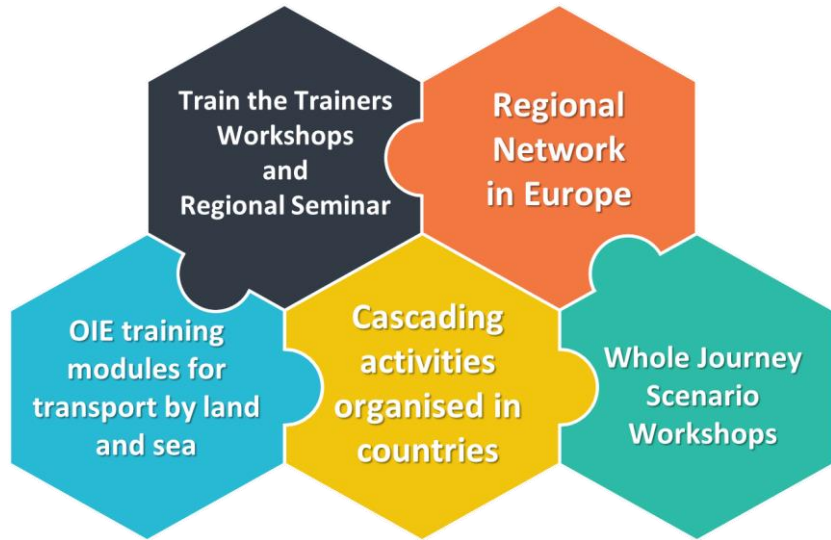 Train the Trainers
Workshops
and
Regional Seminar
Regional
Network
in Europe
OIE training
modules for
transport by land
and sea
Cascading
activities
organised in
countries
Whole Journey
Scenario
Workshops